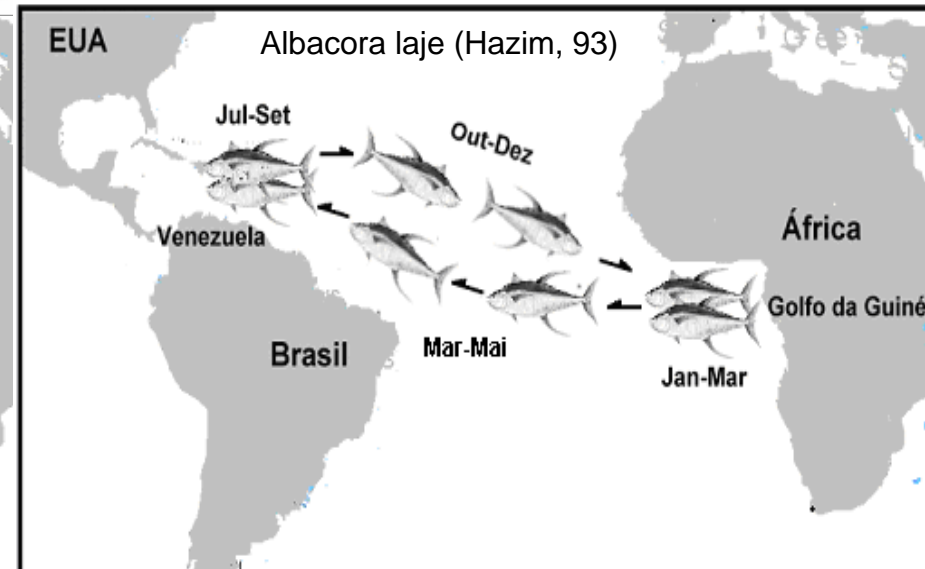 EUA
Albacora laje (Hazim, 93)
Jul-Set
Out-Dez
Venezuela
África
Golfo da Guiné
Brasil
Mar-Mai
Jan-Mar